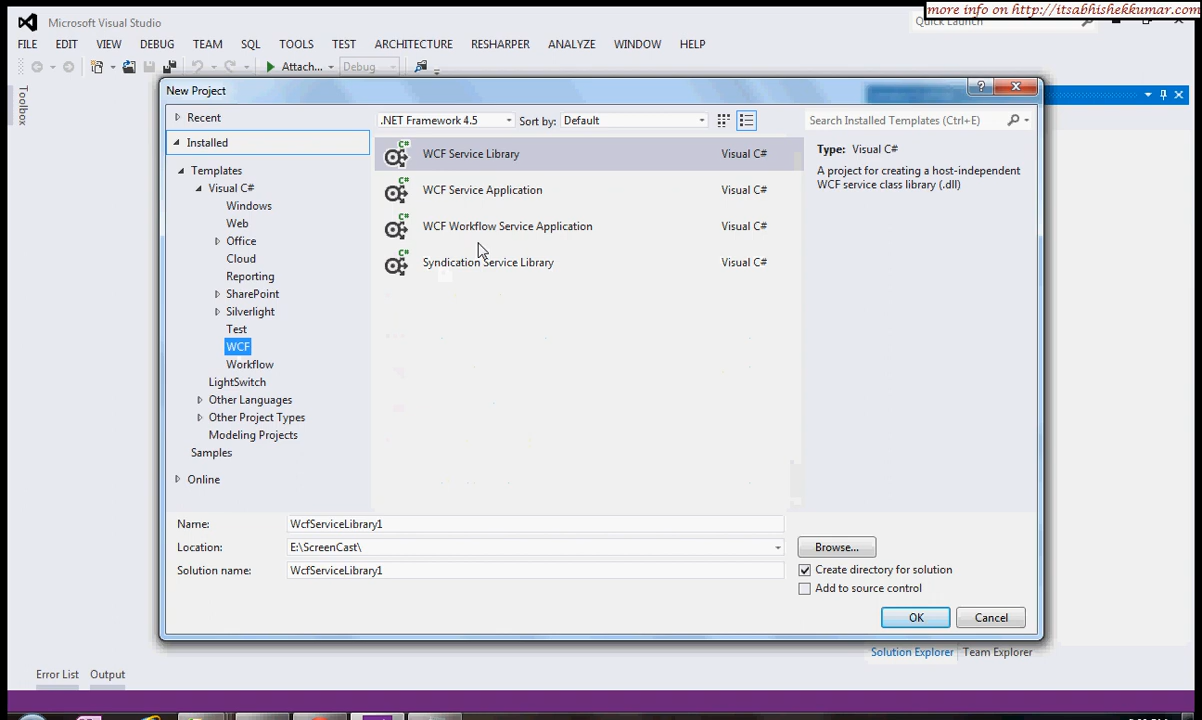 more info on http://itsabhishekkumar.com
Microsoft Visual Studio
Quick Launch
FILE EDIT VIEW DEBUG TEAM SQL TOOLS TEST ARCHITECTURE RESHARPER ANALYZE WINDOW HELP
Attach... Debug
Toolbox
New Project
Recent
Installed
Templates
Visual C#
Windows
Web
Office
Cloud
Reporting
SharePoint
Silverlight
Test
WCF
Workflow
LightSwitch
Other Languages
Other Project Types
Modeling Projects
Samples
Online
.NET Framework 4.5 Sort by: Default
Search Installed Templates (Ctrl+E)
C# WCF Service Library Visual C#
C# WCF Service Application Visual C#
C# WCF Workflow Service Application Visual C#
C# Syndication Service Library Visual C#
Type: Visual C#
A project for creating a host-independent
WCF service class library (.dll)
Name: WcfServiceLibrary1
Location: E:\ScreenCast\ Browse...
Solution name: WcfServiceLibrary1
Create directory for solution
Add to source control
OK Cancel
Solution Explorer Team Explorer
Error List Output